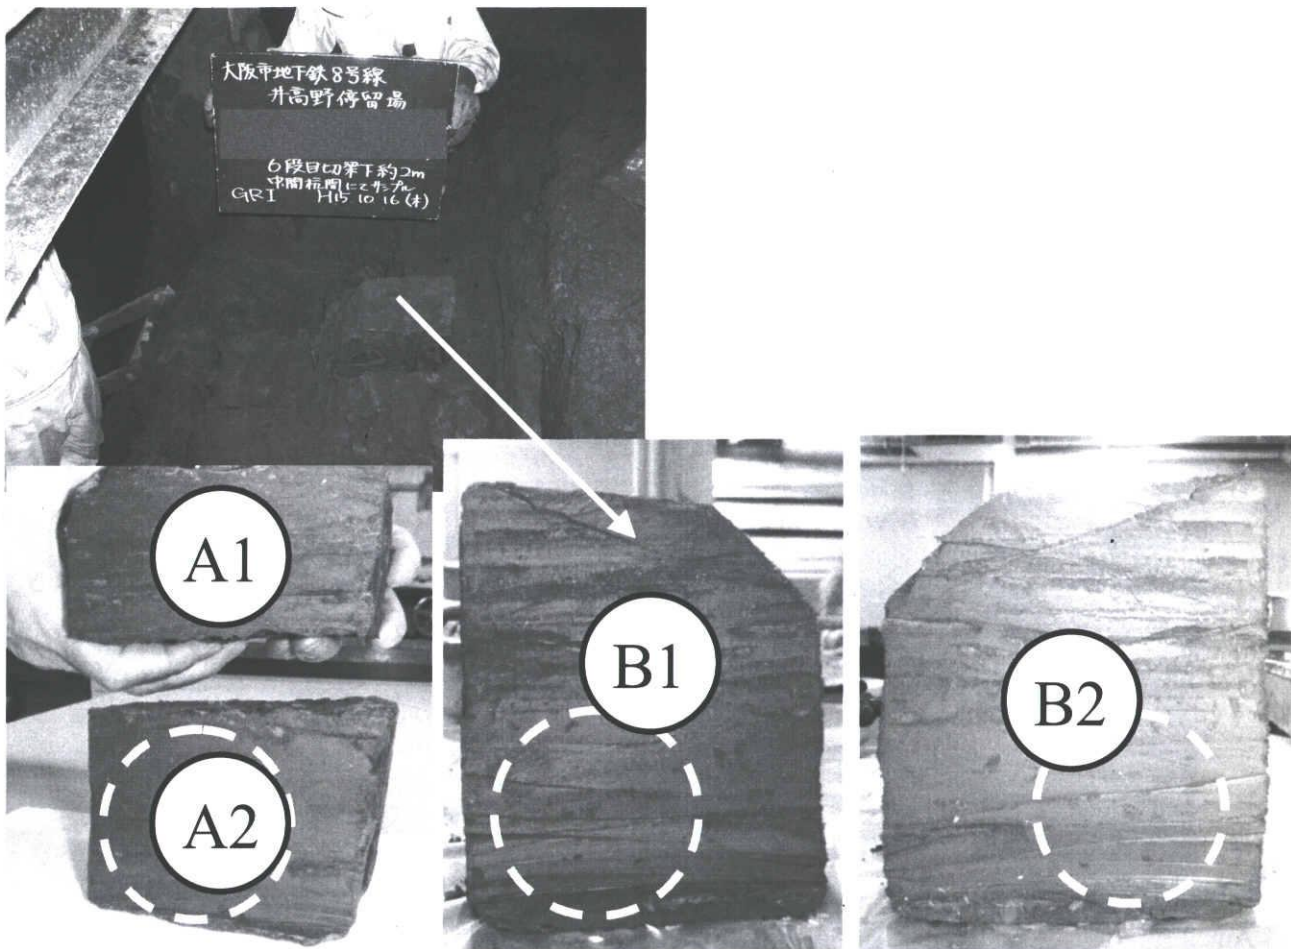 大阪市地下鉄8号線
井高野停留場
6段目切梁下約2m
中間杭間にてサンプル
GRI H15 10 16 (木)
A1
A2
B1
B2